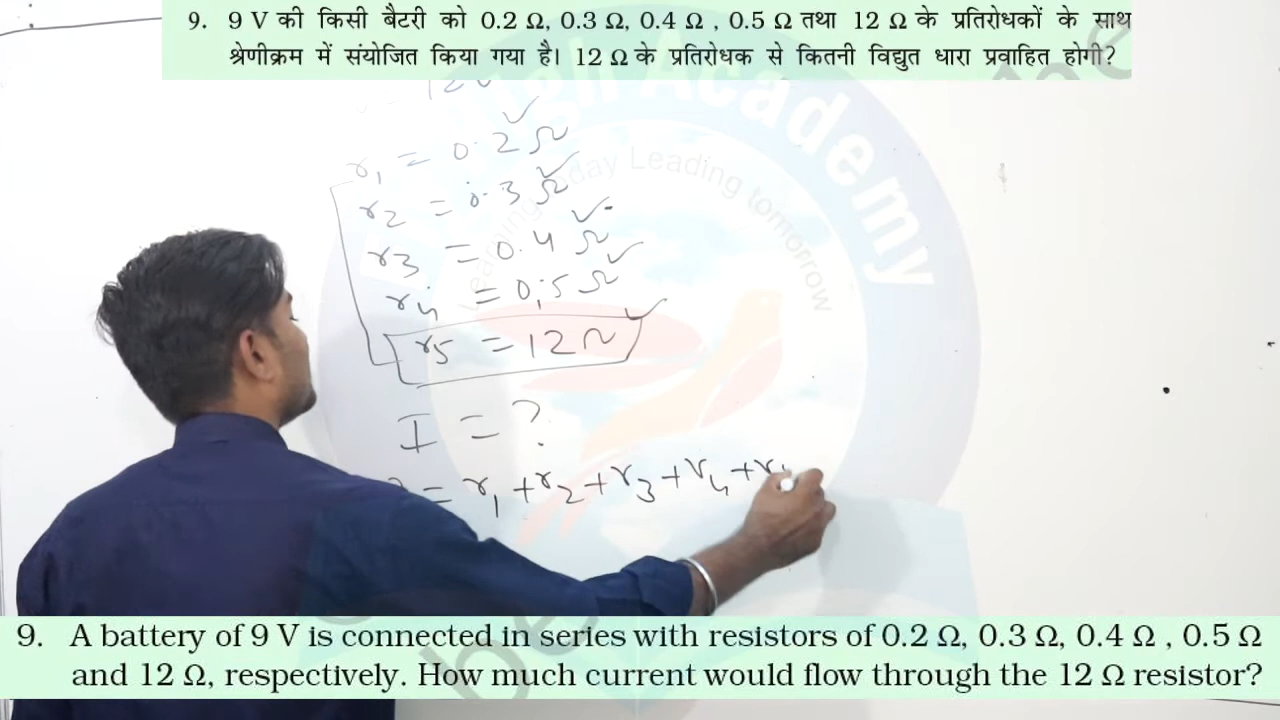 9. 9 V की किसी बैटरी को 0.2 Ω, 0.3 Ω, 0.4 Ω , 0.5 Ω तथा 12 Ω के प्रतिरोधकों के साथ
श्रेणीक्रम में संयोजित किया गया है। 12 Ω के प्रतिरोधक से कितनी विद्युत धारा प्रवाहित होगी?
Academy
Leading tomorrow
r₁ = 0.2 Ω
r₂ = 0.3 Ω
r₃ = 0.4 Ω
r₄ = 0.5 Ω
r₅ = 12 Ω
I = ?
= r₁ + r₂ + r₃ + r₄ + r
9. A battery of 9 V is connected in series with resistors of 0.2 Ω, 0.3 Ω, 0.4 Ω , 0.5 Ω
and 12 Ω, respectively. How much current would flow through the 12 Ω resistor?